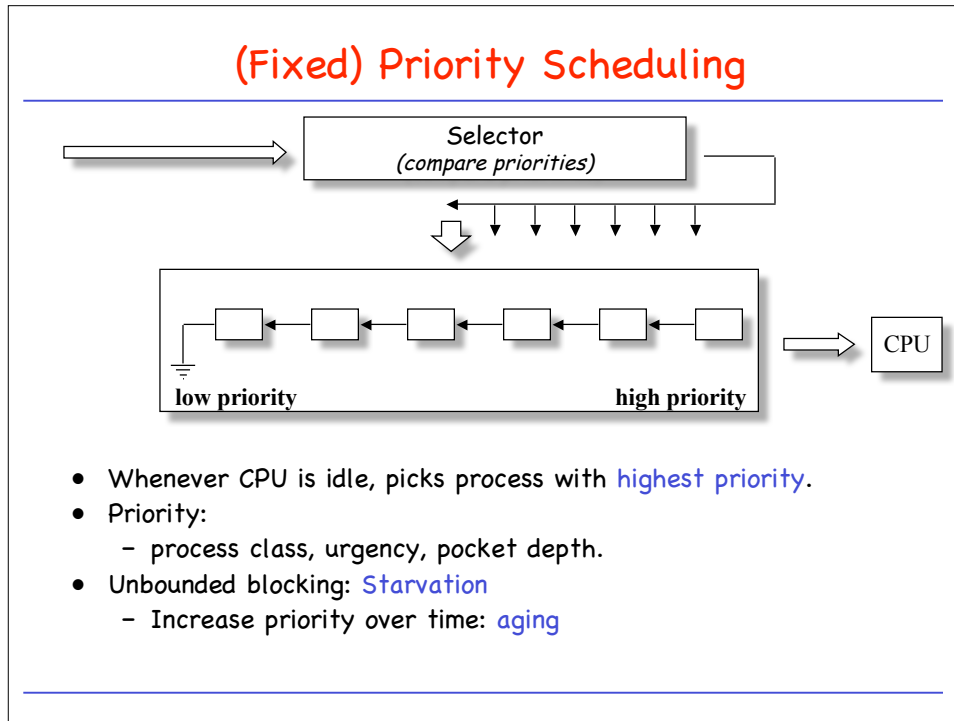 (Fixed) Priority Scheduling
Selector
(compare priorities)
CPU
low priority
high priority
• Whenever CPU is idle, picks process with highest priority.
• Priority:
– process class, urgency, pocket depth.
• Unbounded blocking: Starvation
– Increase priority over time: aging